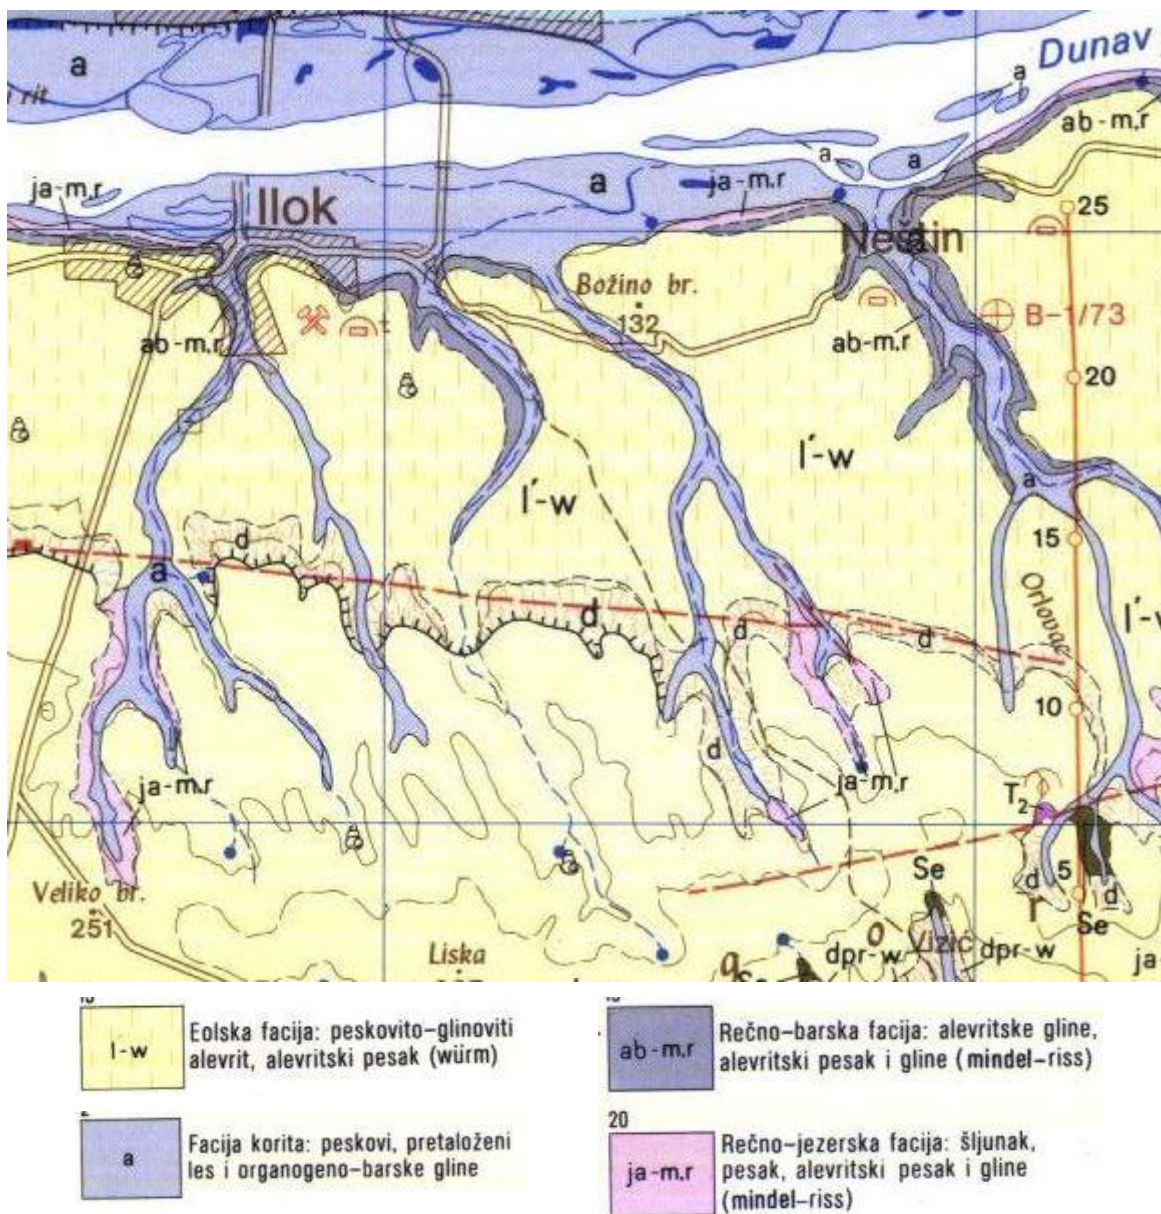 Dunav
a
a
rit
a
ab-m.r
a
a
ja-m.r
a
ja-m.r
Ilok
25
Neštin
Božino br.
132
B-1/73
ab-m.r
ab-m.r
20
l'-w
l'-w
a
15
d
a
Orlovac
d
d
d
l'-w
10
d
ja-m.r
ja-m.r
T2
Se
d
5
d
Veliko br.
251
Se
Liska
dpr-w
Vizić
dpr-w
ja
l'-w
Eolska facija: peskovito-glinoviti
alevrit, alevritski pesak (würm)
ab-m.r
Rečno-barska facija: alevritske gline,
alevritski pesak i gline (mindel-riss)
a
Facija korita: peskovi, pretaloženi
les i organogeno-barske gline
20
ja-m.r
Rečno-jezerska facija: šljunak,
pesak, alevritski pesak i gline
(mindel-riss)